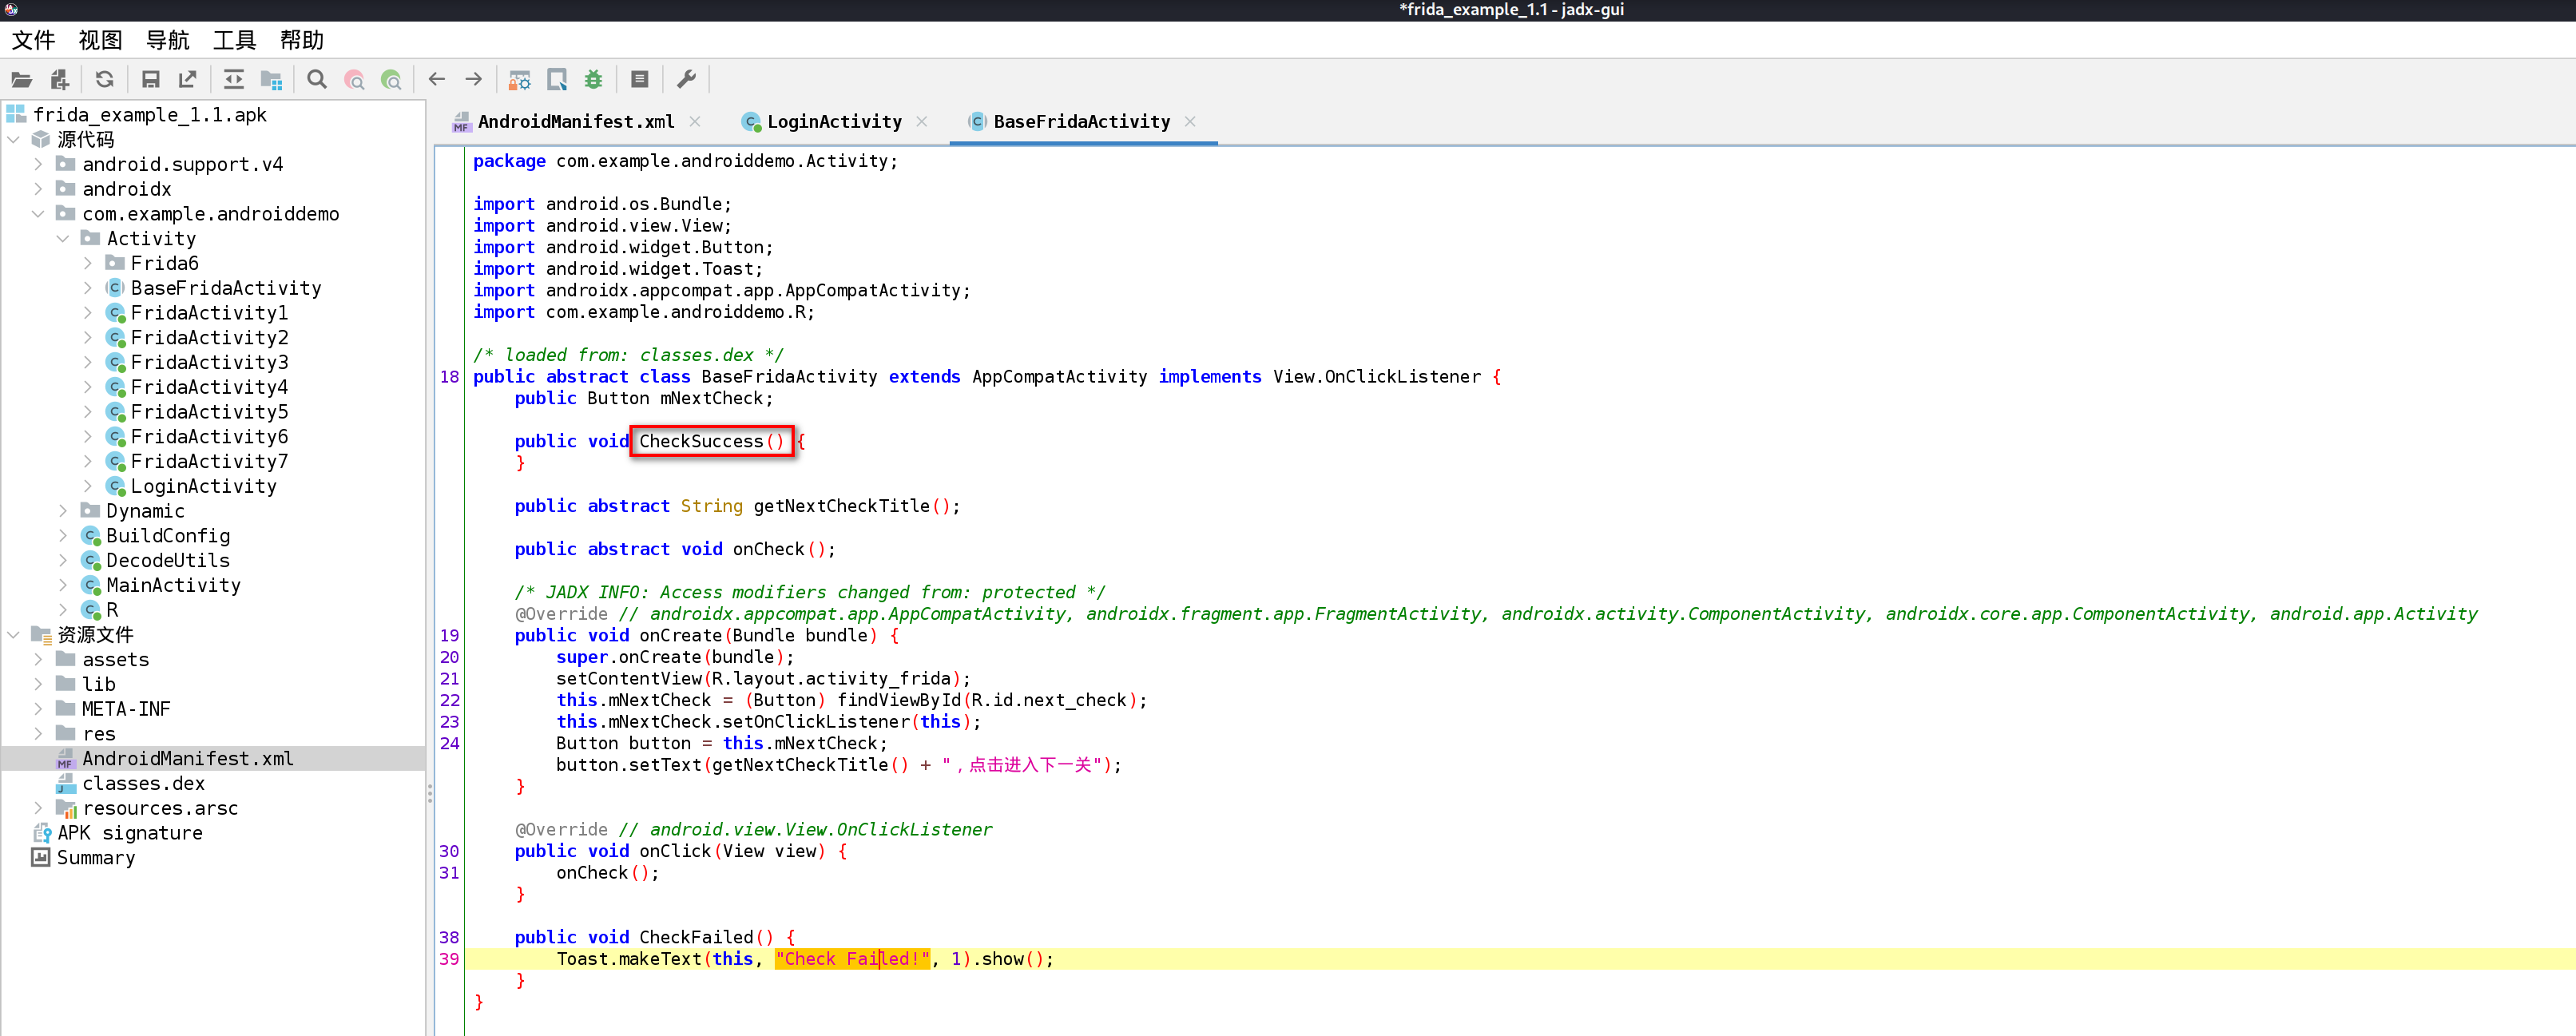 *frida_example_1.1 - jadx-gui
文件 视图 导航 工具 帮助
frida_example_1.1.apk
源代码
android.support.v4
androidx
com.example.androiddemo
Activity
Frida6
BaseFridaActivity
FridaActivity1
FridaActivity2
FridaActivity3
FridaActivity4
FridaActivity5
FridaActivity6
FridaActivity7
LoginActivity
Dynamic
BuildConfig
DecodeUtils
MainActivity
R
资源文件
assets
lib
META-INF
res
AndroidManifest.xml
classes.dex
resources.arsc
APK signature
Summary
AndroidManifest.xml LoginActivity BaseFridaActivity
package com.example.androiddemo.Activity;
import android.os.Bundle;
import android.view.View;
import android.widget.Button;
import android.widget.Toast;
import androidx.appcompat.app.AppCompatActivity;
import com.example.androiddemo.R;
/* loaded from: classes.dex */
18 public abstract class BaseFridaActivity extends AppCompatActivity implements View.OnClickListener {
public Button mNextCheck;
public void CheckSuccess() {
}
public abstract String getNextCheckTitle();
public abstract void onCheck();
/* JADX INFO: Access modifiers changed from: protected */
@Override // androidx.appcompat.app.AppCompatActivity, androidx.fragment.app.FragmentActivity, androidx.activity.ComponentActivity, androidx.core.app.ComponentActivity, android.app.Activity
19 public void onCreate(Bundle bundle) {
20 super.onCreate(bundle);
21 setContentView(R.layout.activity_frida);
22 this.mNextCheck = (Button) findViewById(R.id.next_check);
23 this.mNextCheck.setOnClickListener(this);
24 Button button = this.mNextCheck;
button.setText(getNextCheckTitle() + "，点击进入下一关");
}
@Override // android.view.View.OnClickListener
30 public void onClick(View view) {
31 onCheck();
}
38 public void CheckFailed() {
39 Toast.makeText(this, "Check Failed!", 1).show();
}
}